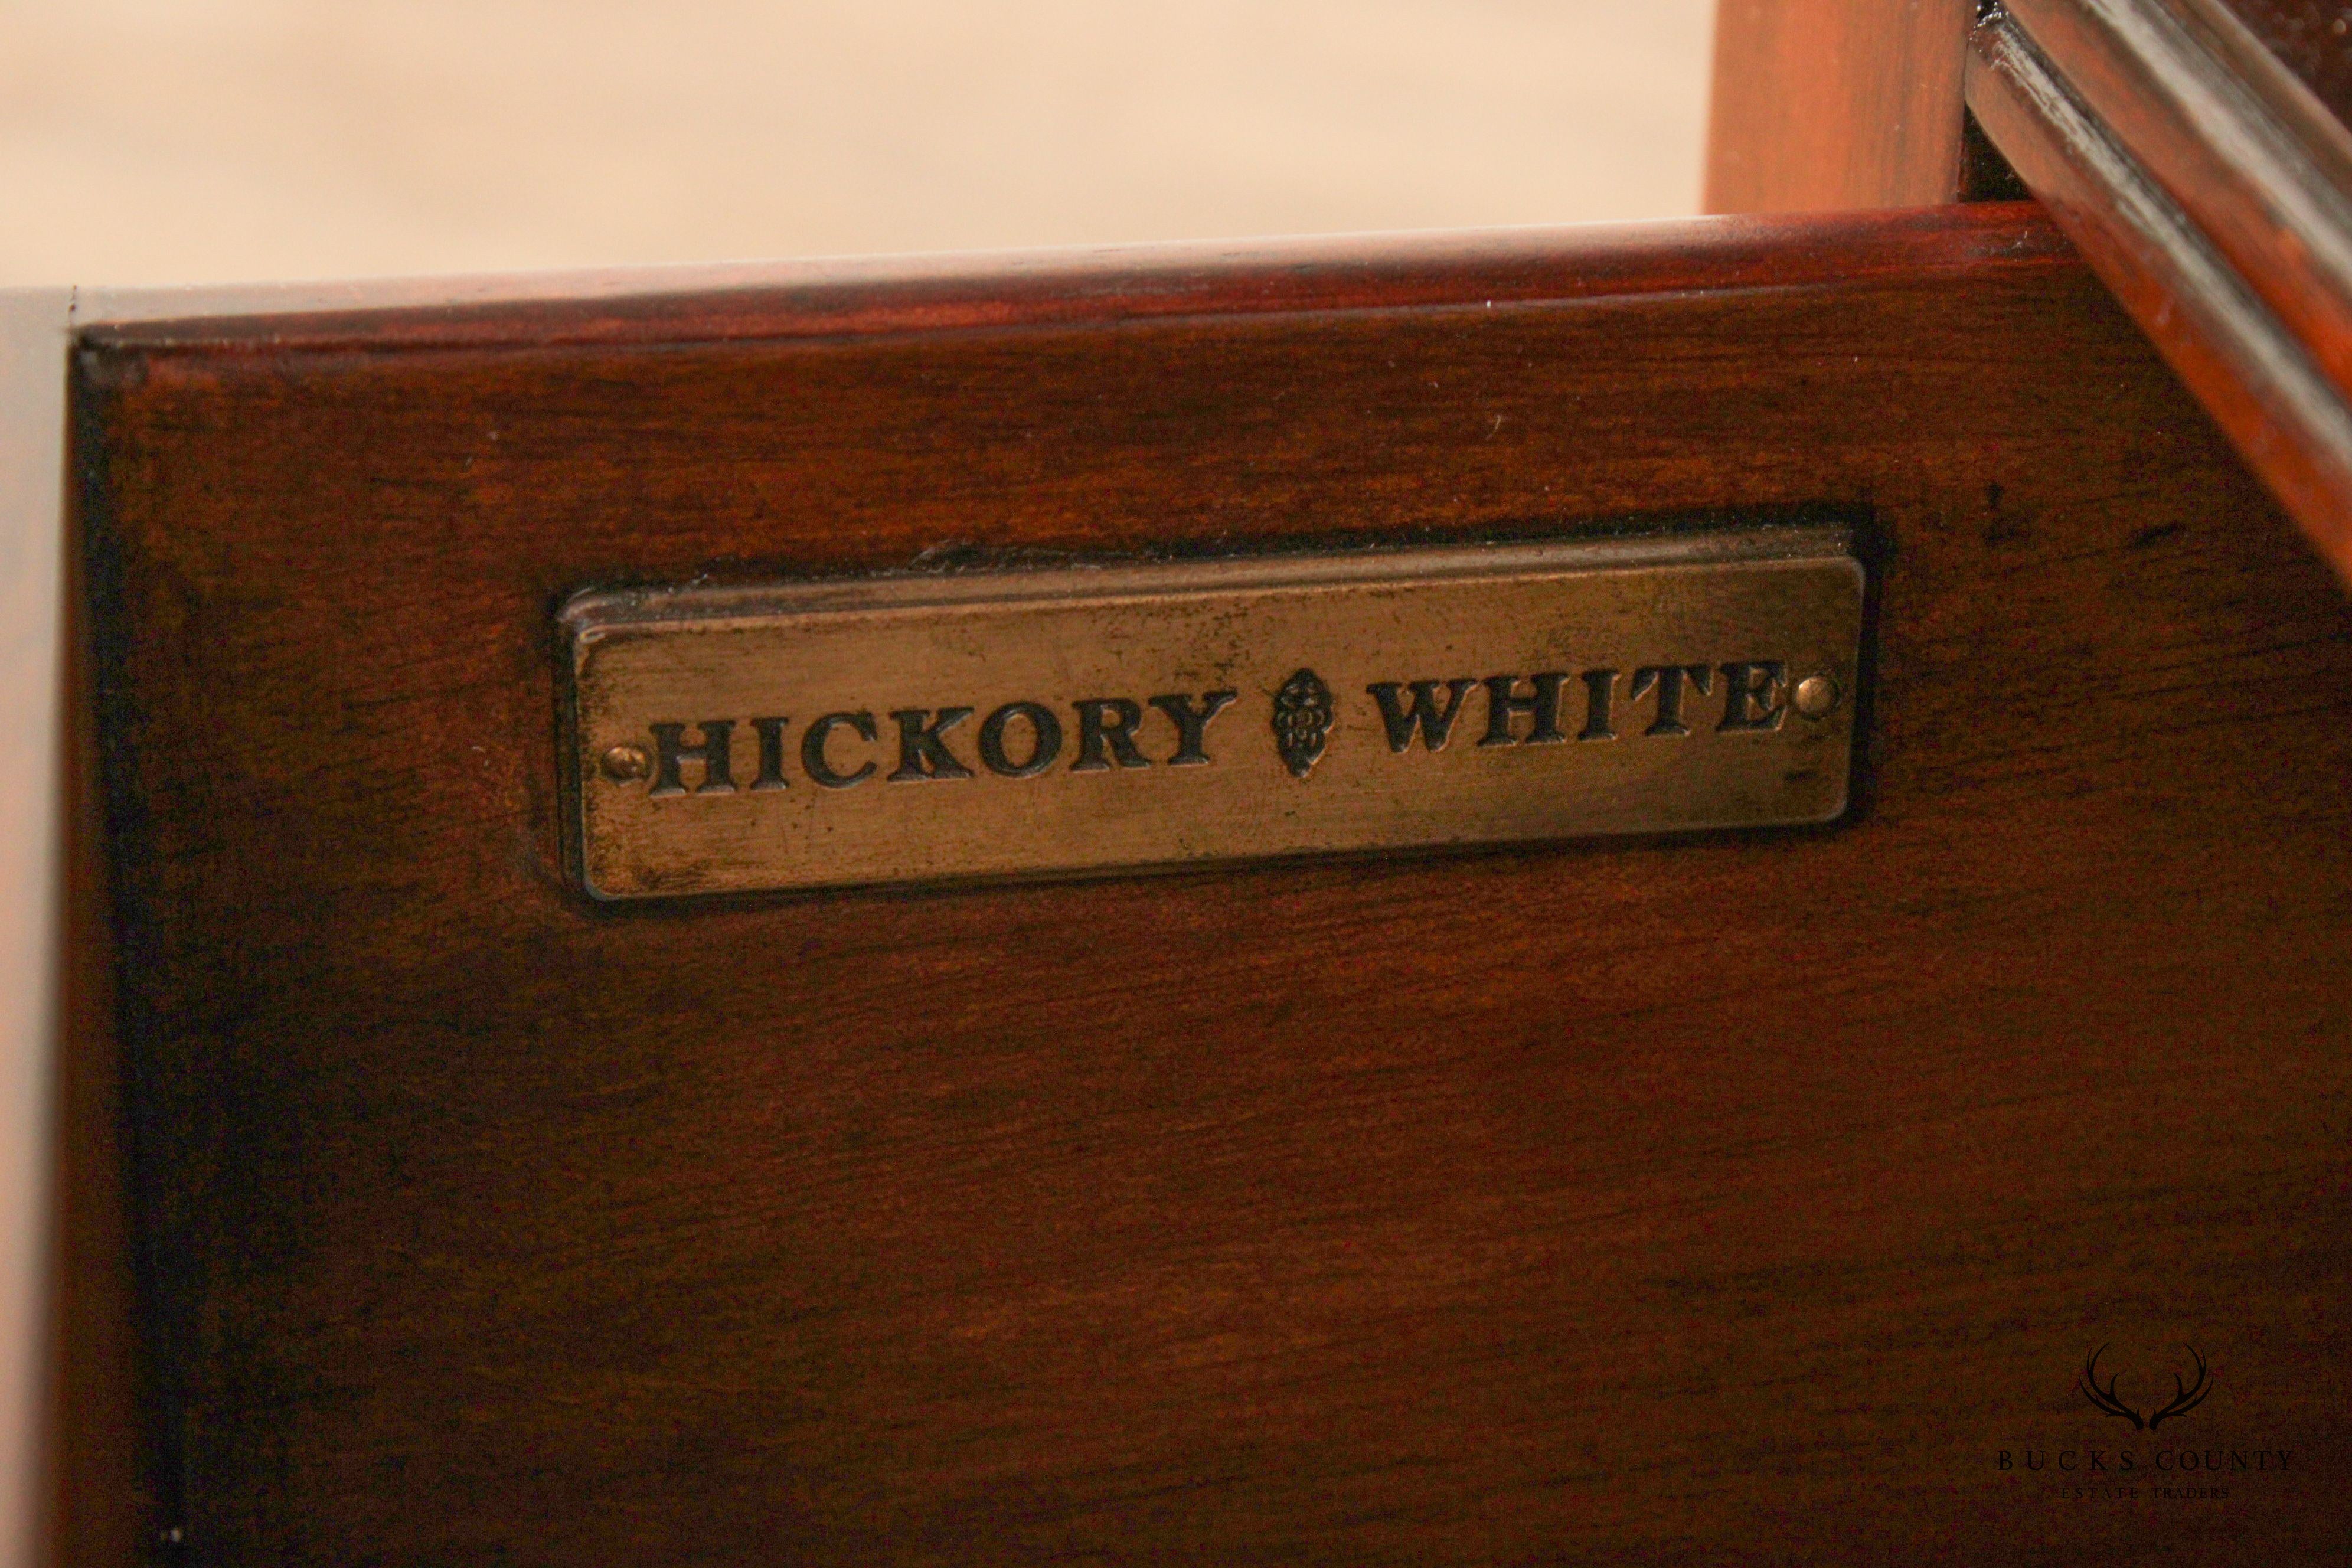 HICKORY WHITE
BUCKS COUNTY
ESTATE TRADERS